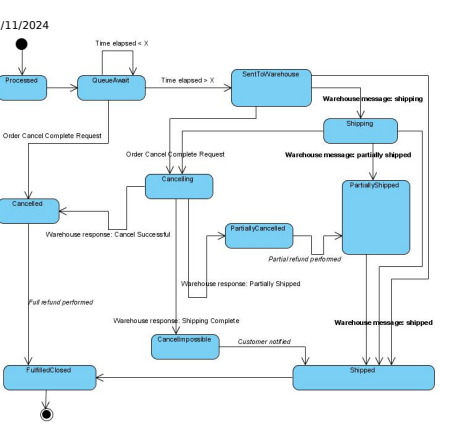 /11/2024
Time elapsed < X
Processed
QueueAwait
Time elapsed > X
SentToWarehouse
Warehouse message: shipping
Shipping
Order Cancel Complete Request
Order Cancel Complete Request
Warehouse message: partially shipped
Cancelling
PartiallyShipped
Cancelled
PartiallyCancelled
Warehouse response: Cancel Successful
Partial refund performed
Warehouse response: Partially Shipped
Full refund performed
Warehouse response: Shipping Complete
Warehouse message: shipped
CancelImpossible
Customer notified
FulfilledClosed
Shipped